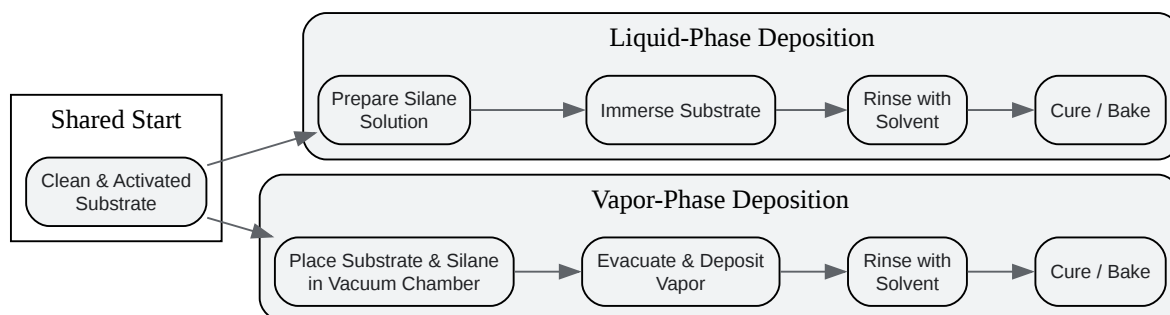 Liquid-Phase Deposition
Prepare Silane
Solution
Immerse Substrate
Rinse with
Solvent
Cure / Bake
Shared Start
Clean & Activated
Substrate
Vapor-Phase Deposition
Place Substrate & Silane
in Vacuum Chamber
Evacuate & Deposit
Vapor
Rinse with
Solvent
Cure / Bake